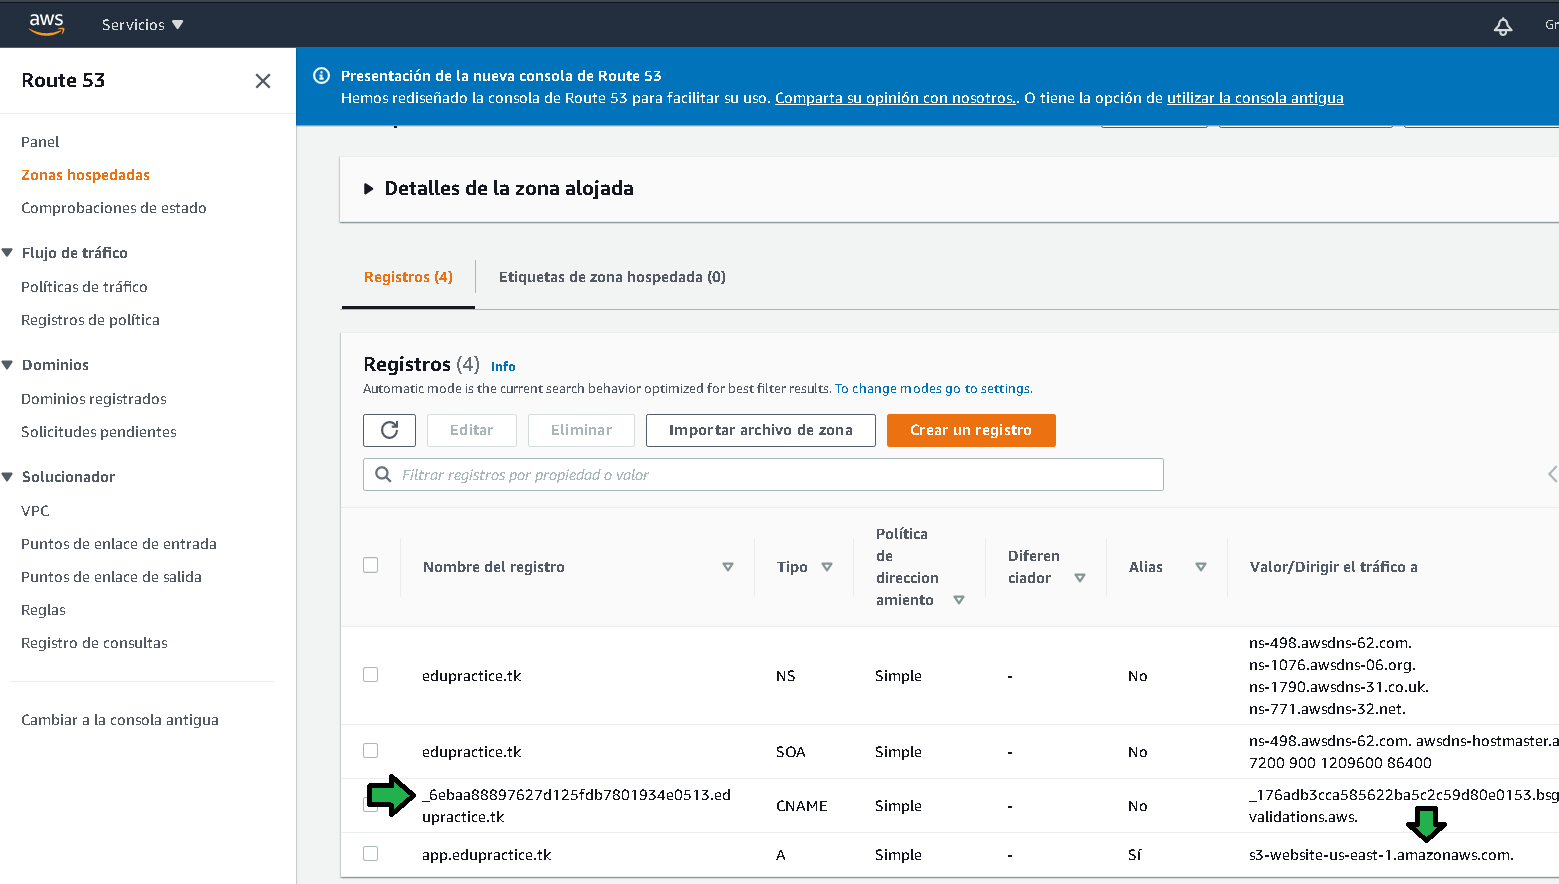 aws
Servicios
Gr
Route 53
Presentación de la nueva consola de Route 53
Hemos rediseñado la consola de Route 53 para facilitar su uso. Comparta su opinión con nosotros.. O tiene la opción de utilizar la consola antigua
Panel
Zonas hospedadas
Comprobaciones de estado
Flujo de tráfico
Políticas de tráfico
Registros de política
Dominios
Dominios registrados
Solicitudes pendientes
Solucionador
VPC
Puntos de enlace de entrada
Puntos de enlace de salida
Reglas
Registro de consultas
Cambiar a la consola antigua
Detalles de la zona alojada
Registros (4)
Etiquetas de zona hospedada (0)
Registros (4) Info
Automatic mode is the current search behavior optimized for best filter results. To change modes go to settings.
Editar
Eliminar
Importar archivo de zona
Crear un registro
Filtrar registros por propiedad o valor
Nombre del registro
Tipo
Política
de
direccion
amiento
Diferen
ciador
Alias
Valor/Dirigir el tráfico a
edupractice.tk
NS
Simple
-
No
ns-498.awsdns-62.com.
ns-1076.awsdns-06.org.
ns-1790.awsdns-31.co.uk.
ns-771.awsdns-32.net.
edupractice.tk
SOA
Simple
-
No
ns-498.awsdns-62.com. awsdns-hostmaster.a
7200 900 1209600 86400
_6ebaa88897627d125fdb7801934e0513.ed
upractice.tk
CNAME
Simple
-
No
_176adb3cca585622ba5c2c59d80e0153.bsg
validations.aws.
app.edupractice.tk
A
Simple
-
Sí
s3-website-us-east-1.amazonaws.com.